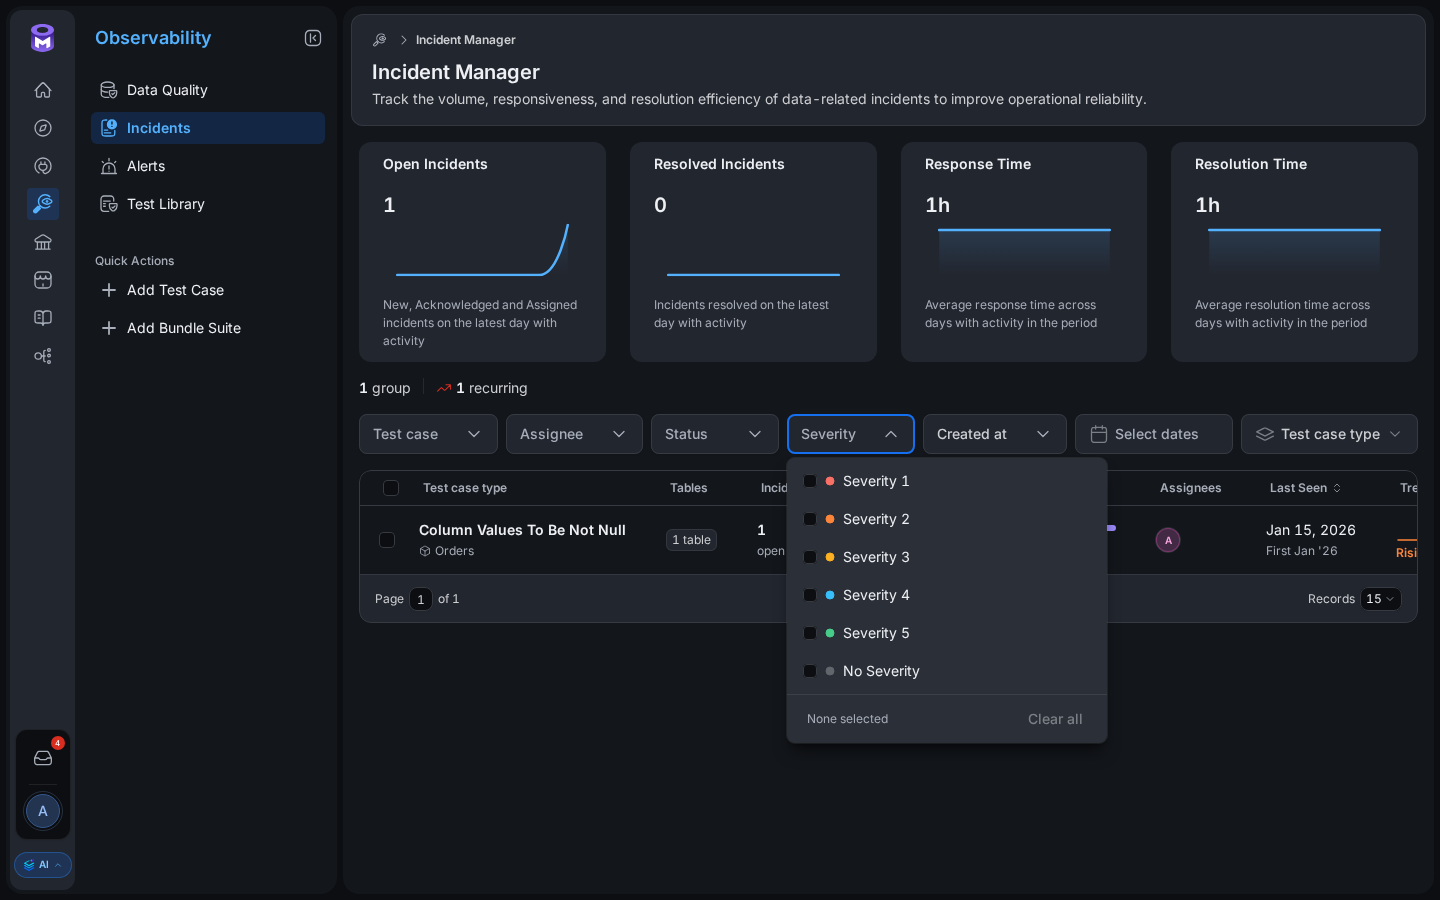 Observability
Data Quality
Incidents
Alerts
Test Library
Quick Actions
Add Test Case
Add Bundle Suite
4
A
AI
Incident Manager
Incident Manager
Track the volume, responsiveness, and resolution efficiency of data-related incidents to improve operational reliability.
Open Incidents
1
New, Acknowledged and Assigned
incidents on the latest day with
activity
Resolved Incidents
0
Incidents resolved on the latest
day with activity
Response Time
1h
Average response time across
days with activity in the period
Resolution Time
1h
Average resolution time across
days with activity in the period
1 group
1 recurring
Test case
Assignee
Status
Severity
Created at
Select dates
Test case type
Test case type
Tables
Incid
Assignees
Last Seen
Tre
Column Values To Be Not Null
Orders
1 table
1
open
A
Jan 15, 2026
First Jan '26
Risi
Severity 1
Severity 2
Severity 3
Severity 4
Severity 5
No Severity
None selected
Clear all
Page 1 of 1
Records 15